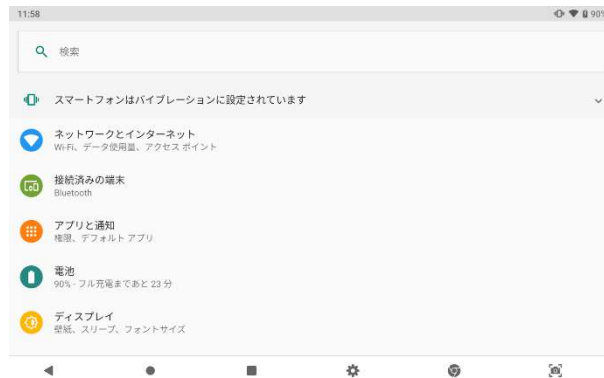 11:58
90%
検索
スマートフォンはバイブレーションに設定されています
ネットワークとインターネット
Wi-Fi、データ使用量、アクセス ポイント
接続済みの端末
Bluetooth
アプリと通知
権限、デフォルト アプリ
電池
90% - フル充電まであと 23 分
ディスプレイ
壁紙、スリープ、フォントサイズ